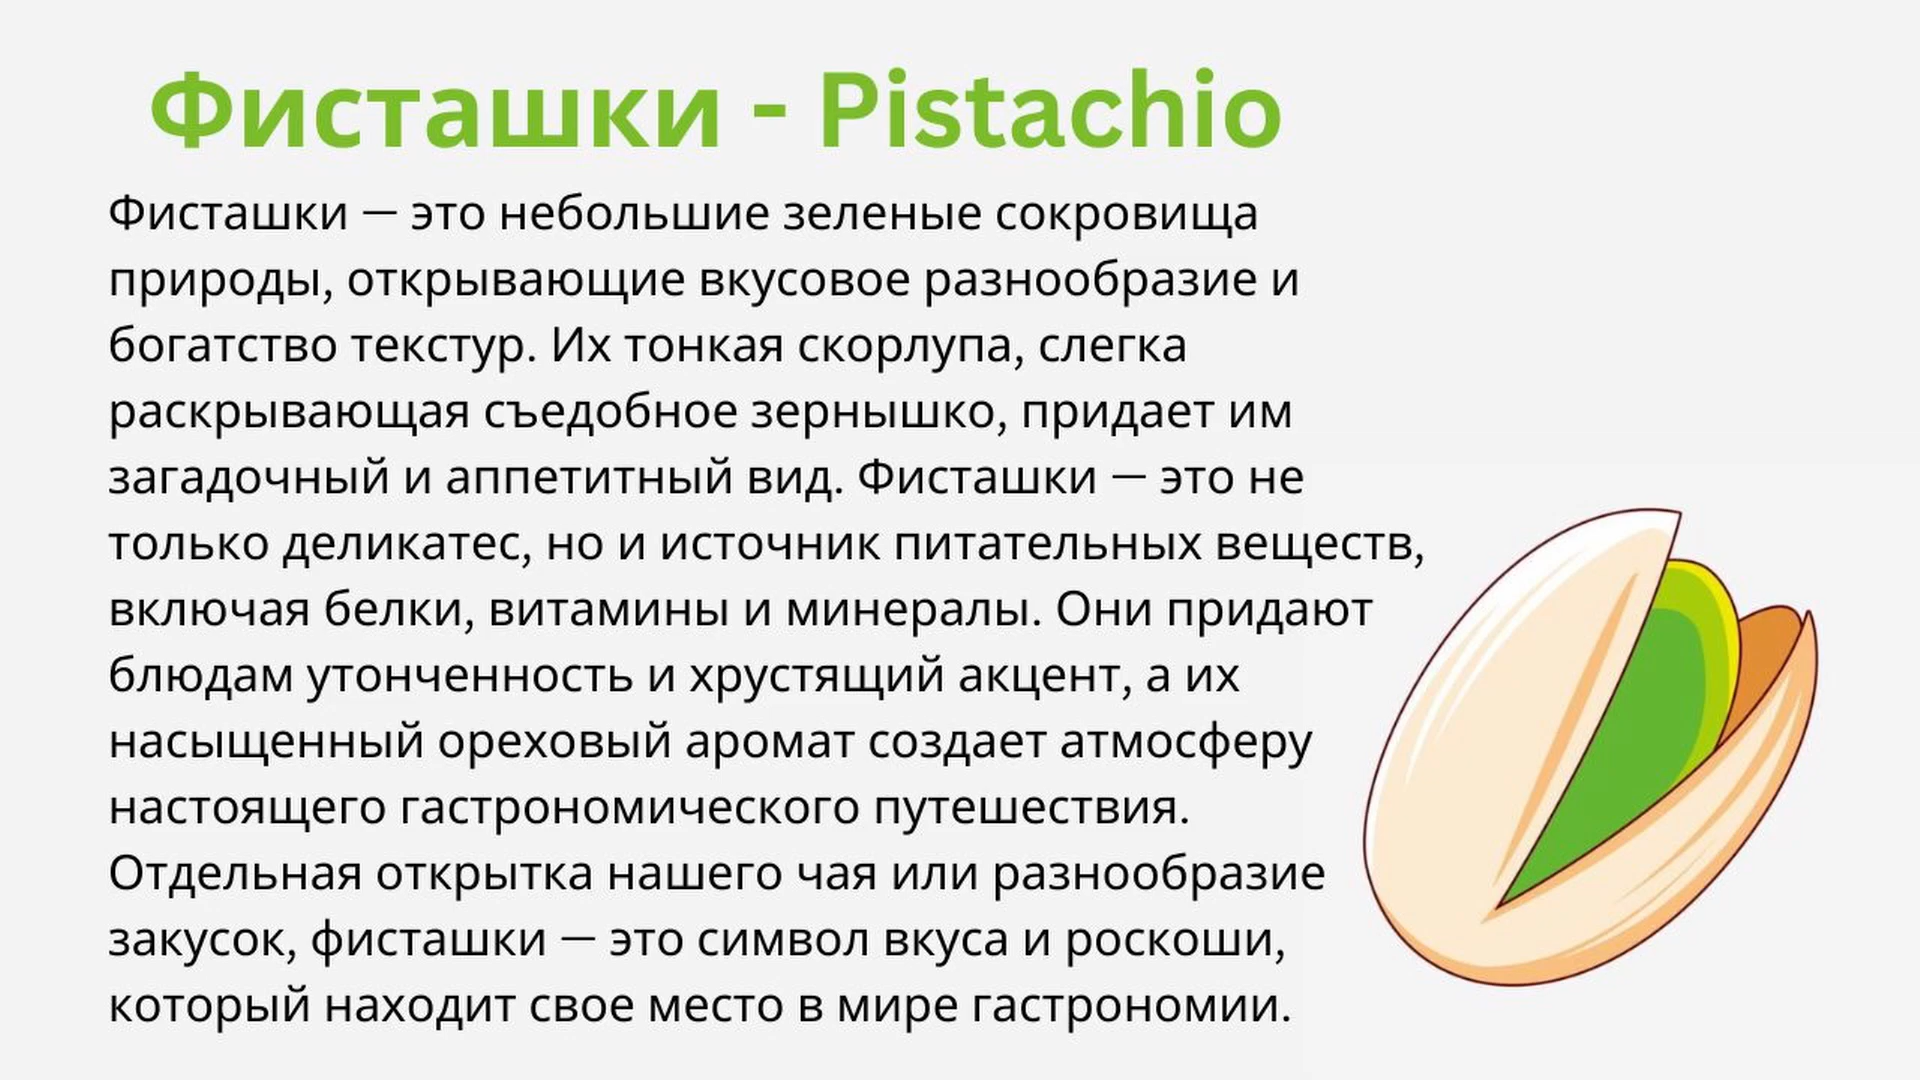 Фисташки - Pistachio
Фисташки — это небольшие зеленые сокровища
природы, открывающие вкусовое разнообразие и
богатство текстур. Их тонкая скорлупа, слегка
раскрывающая съедобное зернышко, придает им
загадочный и аппетитный вид. Фисташки — это не
только деликатес, но и источник питательных веществ,
включая белки, витамины и минералы. Они придают
блюдам утонченность и хрустящий акцент, а их
насыщенный ореховый аромат создает атмосферу
настоящего гастрономического путешествия.
Отдельная открытка нашего чая или разнообразие
закусок, фисташки — это символ вкуса и роскоши,
который находит свое место в мире гастрономии.